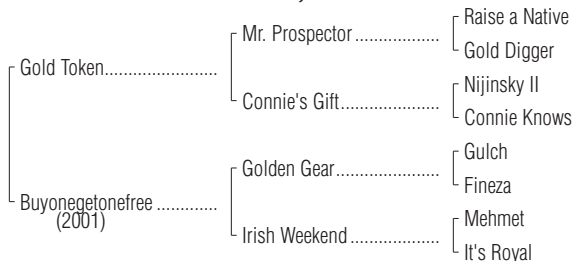 Raise a Native
Mr. Prospector ..................
Gold Digger
Gold Token........................
Nijinsky II
Connie's Gift.....................
Connie Knows
Gulch
Golden Gear......................
Fineza
Buyonegetonefree .............
(2001)
Mehmet
Irish Weekend ....................
It's Royal